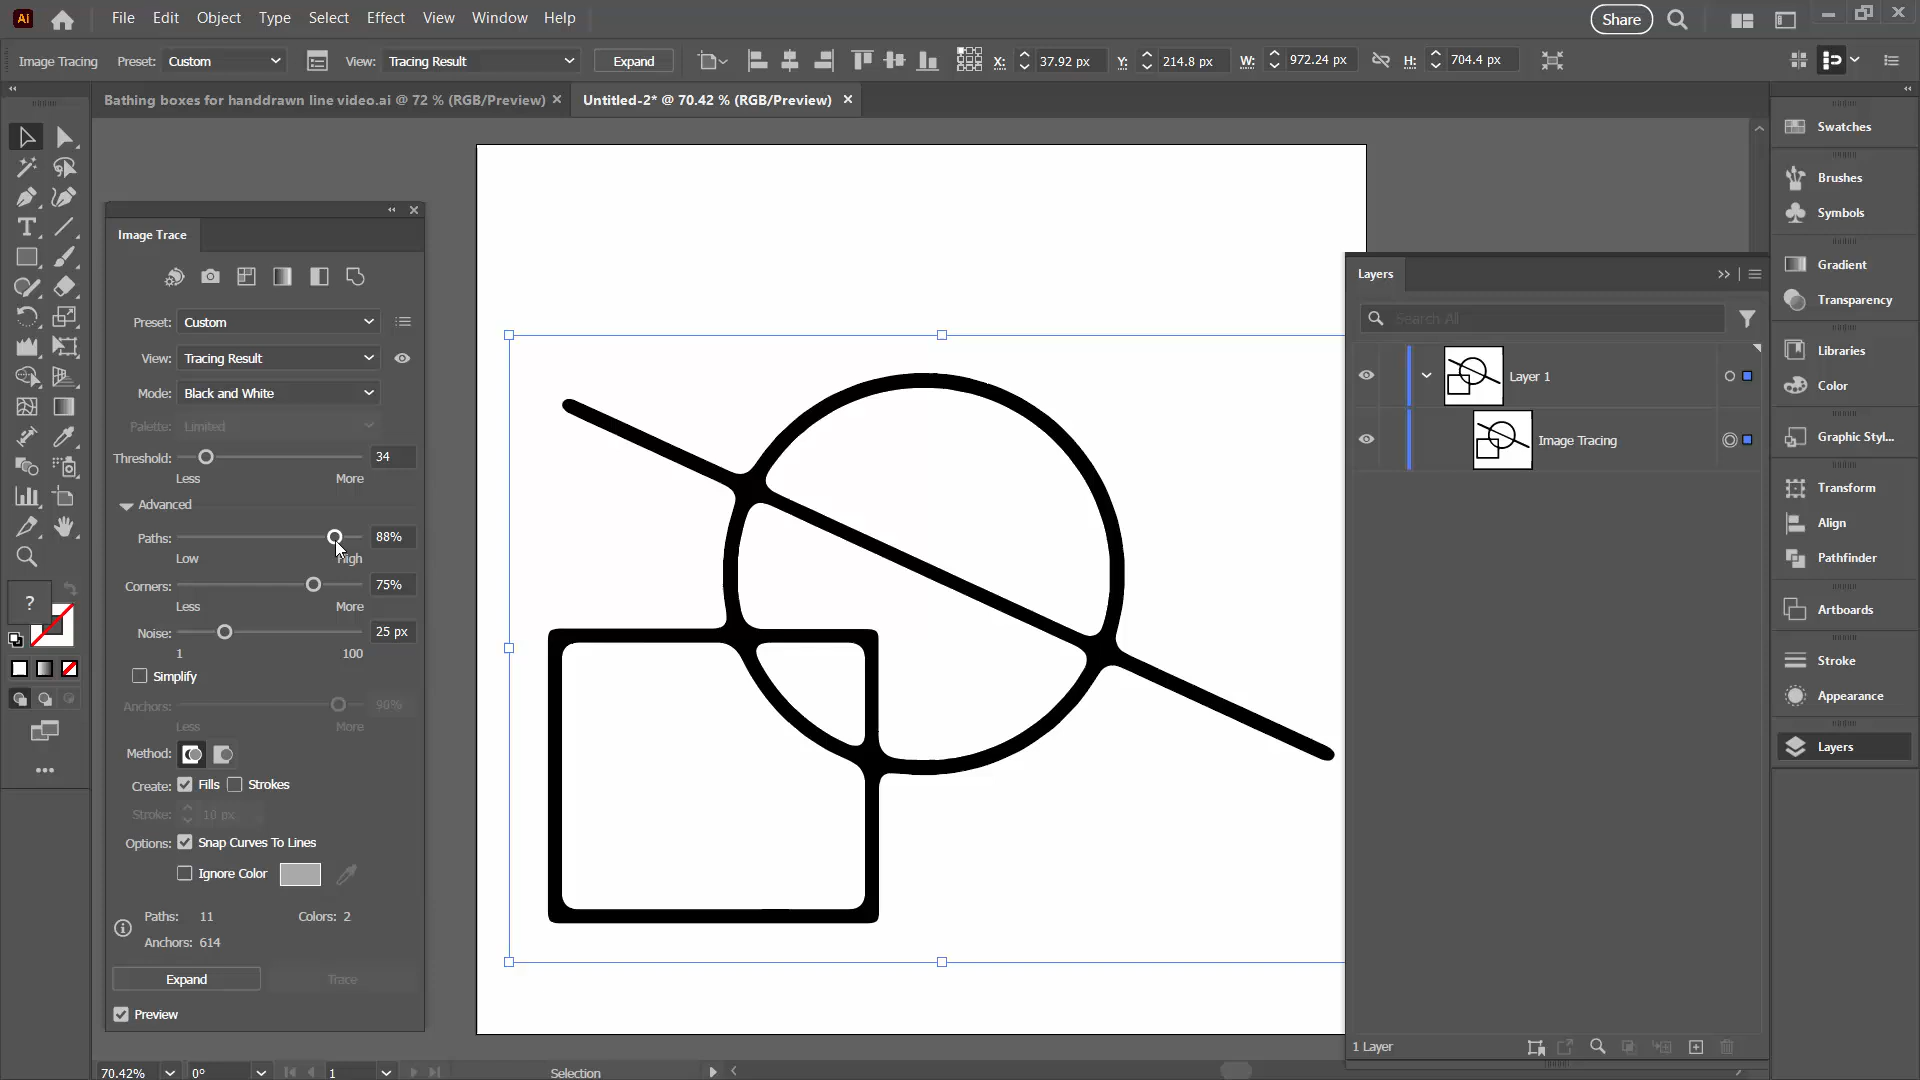 Ai File Edit Object Type Select Effect View Window Help Share
Image Tracing Preset: Custom View: Tracing Result Expand X: 37.92 px Y: 214.8 px W: 972.24 px H: 704.4 px
Bathing boxes for handdrawn line video.ai @ 72 % (RGB/Preview) Untitled-2* @ 70.42 % (RGB/Preview)
Image Trace
Preset: Custom
View: Tracing Result
Mode: Black and White
Palette: Limited
Threshold: 34
Less More
Advanced
Paths: 88%
Low High
Corners: 75%
Less More
Noise: 25 px
1 100
Simplify
Anchors: 90%
Less More
Method:
Create: Fills Strokes
Stroke: 10 px
Options: Snap Curves To Lines
Ignore Color
Paths: 11 Colors: 2
Anchors: 614
Expand Trace
Preview
?
Layers
Search All
Layer 1
Image Tracing
1 Layer
Swatches
Brushes
Symbols
Gradient
Transparency
Libraries
Color
Graphic Styl...
Transform
Align
Pathfinder
Artboards
Stroke
Appearance
Layers
70.42% 0° 1 Selection